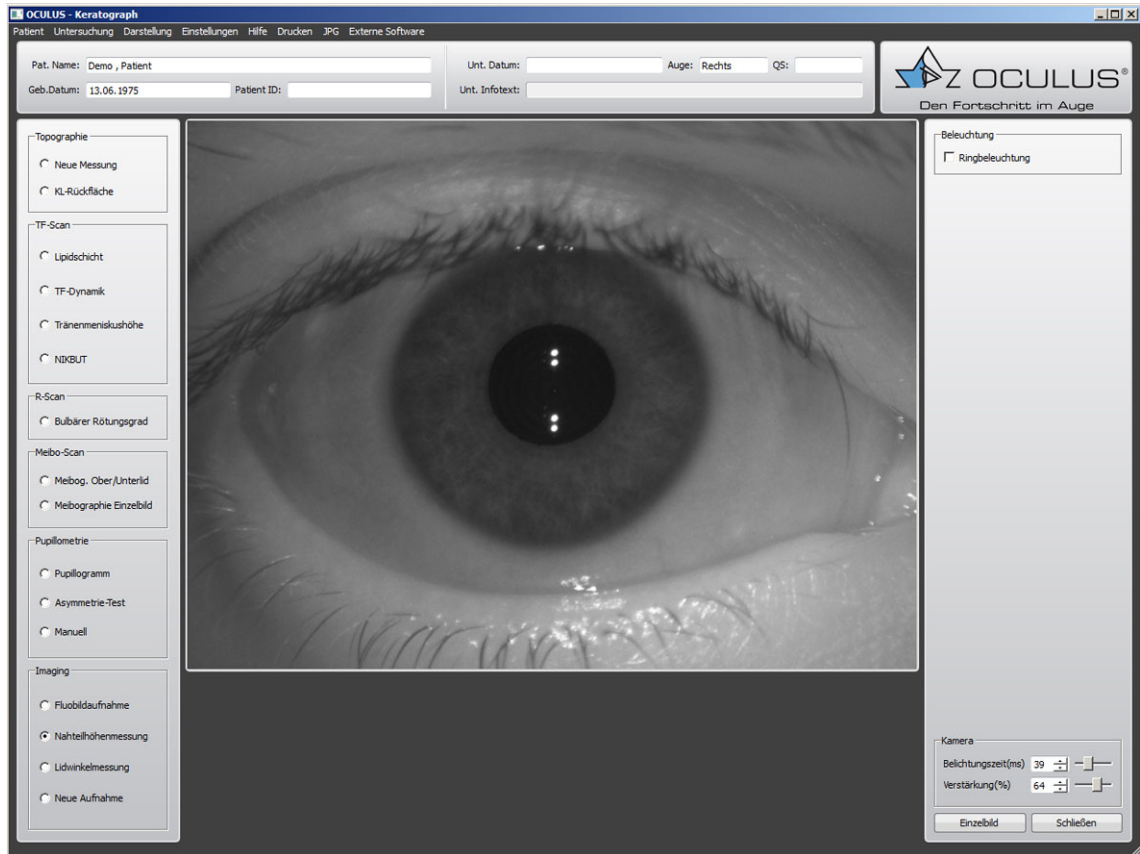 OCULUS - Keratograph
Patient Untersuchung Darstellung Einstellungen Hilfe Drucken JPG Externe Software
Pat. Name: Demo , Patient
Geb.Datum: 13.06.1975 Patient ID:
Unt. Datum: Auge: Rechts QS:
Unt. Infotext:
OCULUS®
Den Fortschritt im Auge
Topographie
Neue Messung
KL-Rückfläche
TF-Scan
Lipidschicht
TF-Dynamik
Tränenmeniskushöhe
NIKBUT
R-Scan
Bulbärer Rötungsgrad
Meibo-Scan
Meibog. Ober/Unterlid
Meibographie Einzelbild
Pupillometrie
Pupillogramm
Asymmetrie-Test
Manuell
Imaging
Fluobildaufnahme
Nahteilhöhenmessung
Lidwinkelmessung
Neue Aufnahme
Beleuchtung
Ringbeleuchtung
Kamera
Belichtungszeit(ms) 39
Verstärkung(%) 64
Einzelbild Schließen